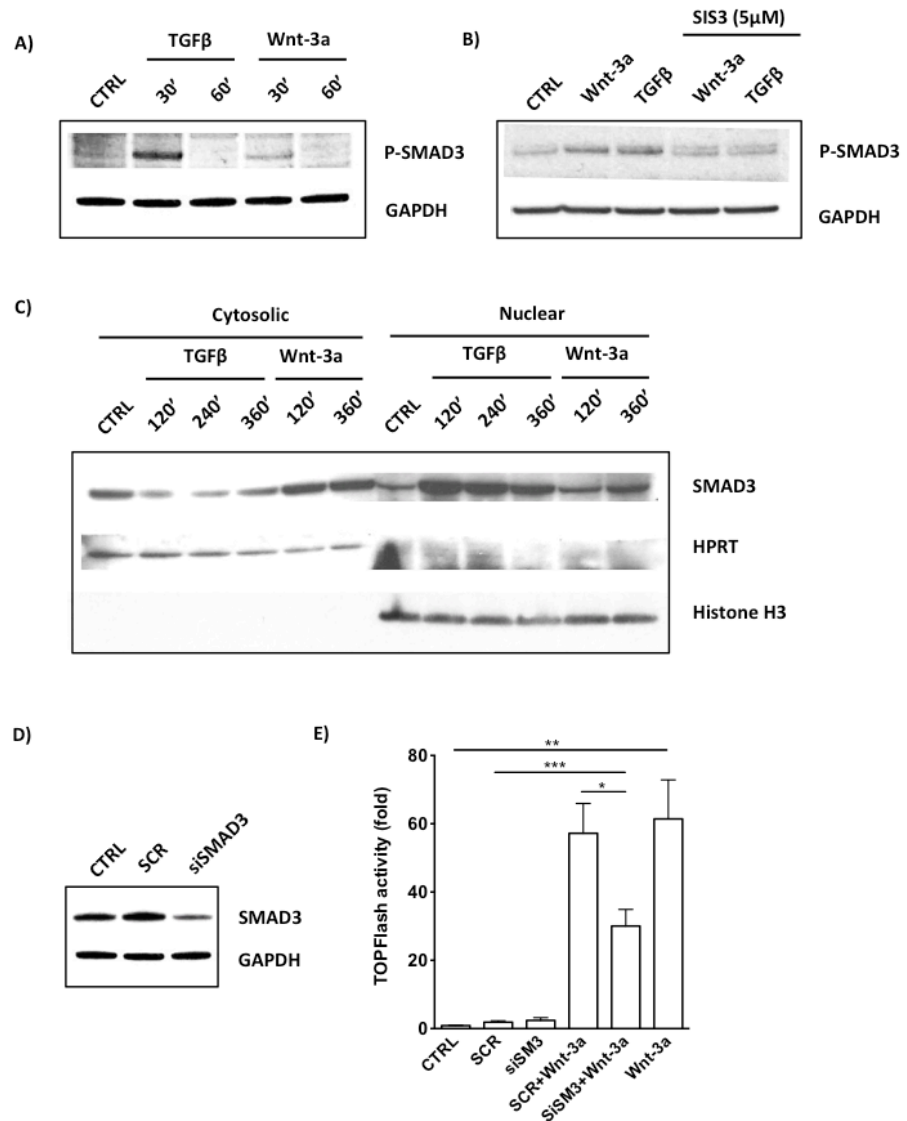 A)
TGFβ Wnt-3a
CTRL 30′ 60′ 30′ 60′
P-SMAD3
GAPDH
B)
SIS3 (5µM)
CTRL Wnt-3a TGFβ Wnt-3a TGFβ
P-SMAD3
GAPDH
C)
Cytosolic Nuclear
TGFβ Wnt-3a TGFβ Wnt-3a
CTRL 120′ 240′ 360′ 120′ 360′ CTRL 120′ 240′ 360′ 120′ 360′
SMAD3
HPRT
Histone H3
D)
CTRL SCR siSMAD3
SMAD3
GAPDH
E)
**
***
*
TOPFlash activity (fold)
80
60
40
20
0
CTRL SCR siSM3 SCR+Wnt-3a SiSM3+Wnt-3a Wnt-3a